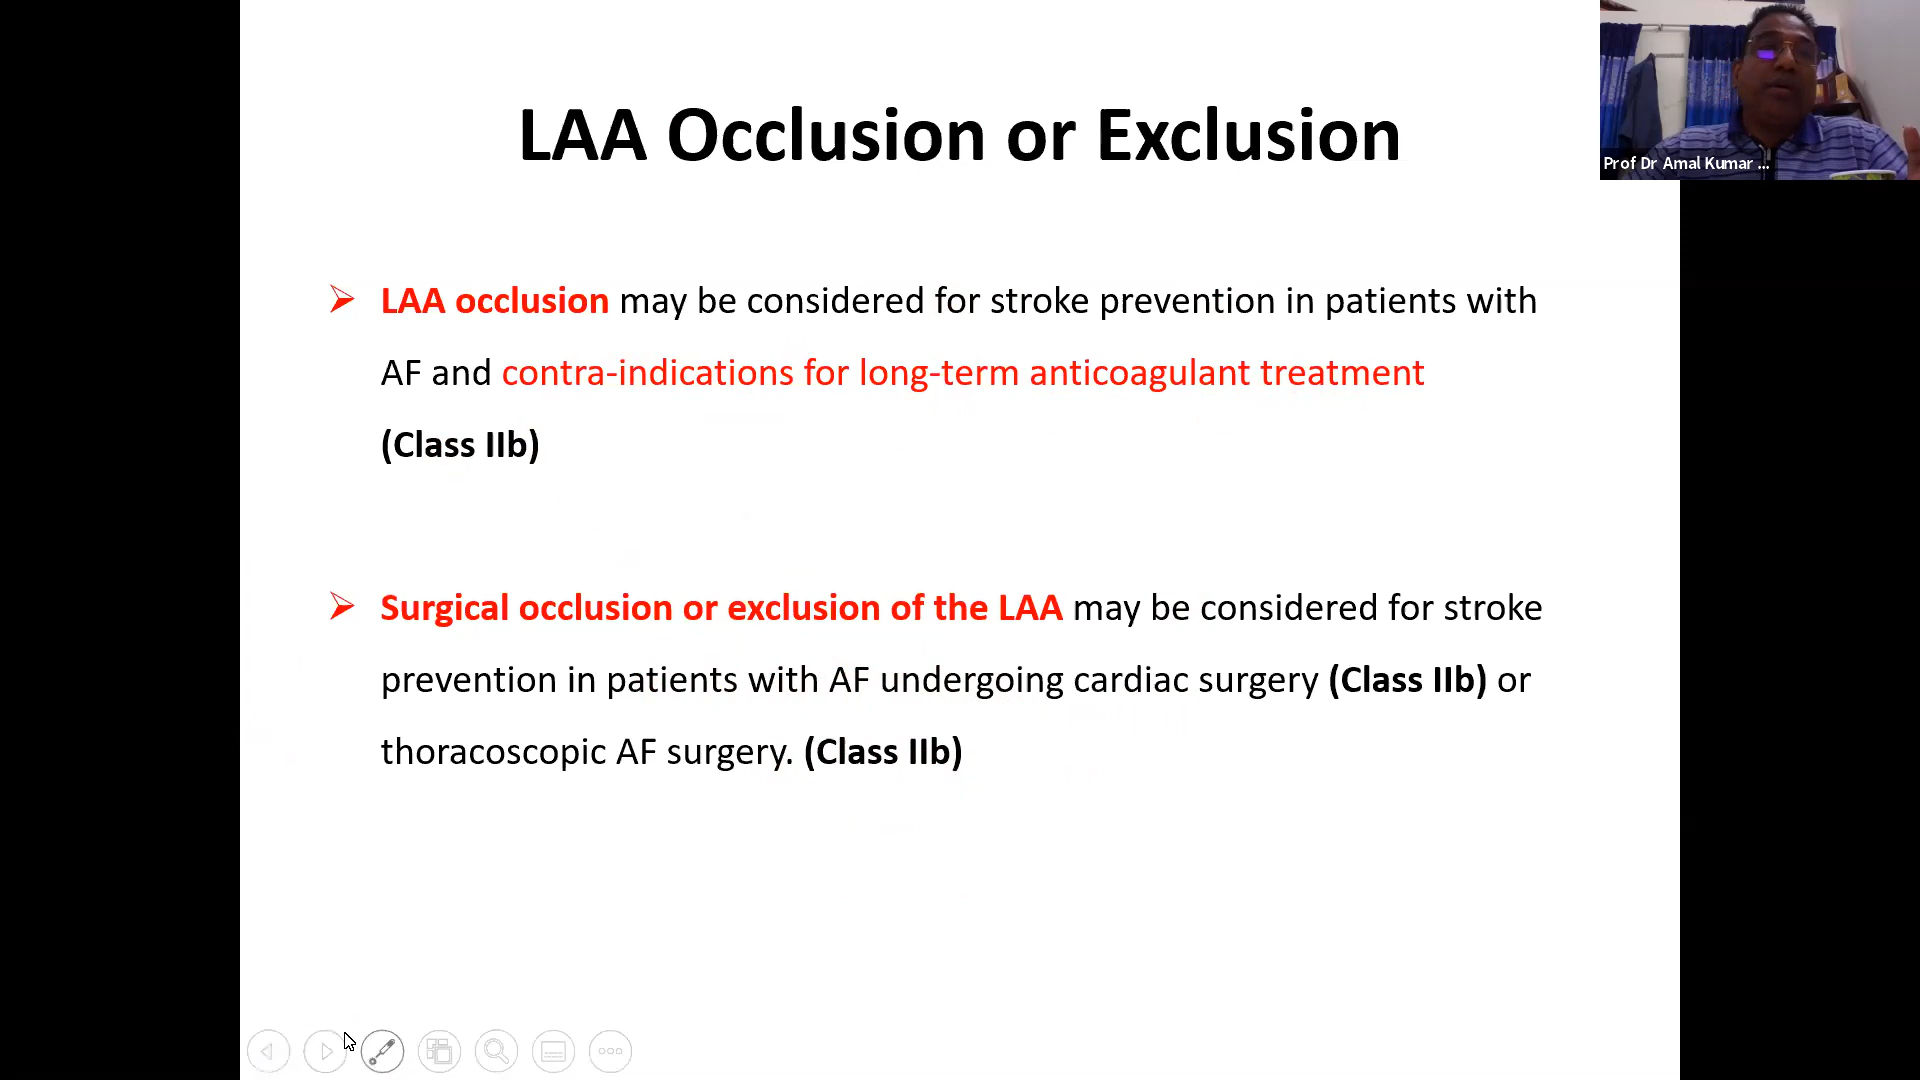 LAA Occlusion or Exclusion
Prof Dr Amal Kumar ...
➢ LAA occlusion may be considered for stroke prevention in patients with
AF and contra-indications for long-term anticoagulant treatment
(Class IIb)
➢ Surgical occlusion or exclusion of the LAA may be considered for stroke
prevention in patients with AF undergoing cardiac surgery (Class IIb) or
thoracoscopic AF surgery. (Class IIb)